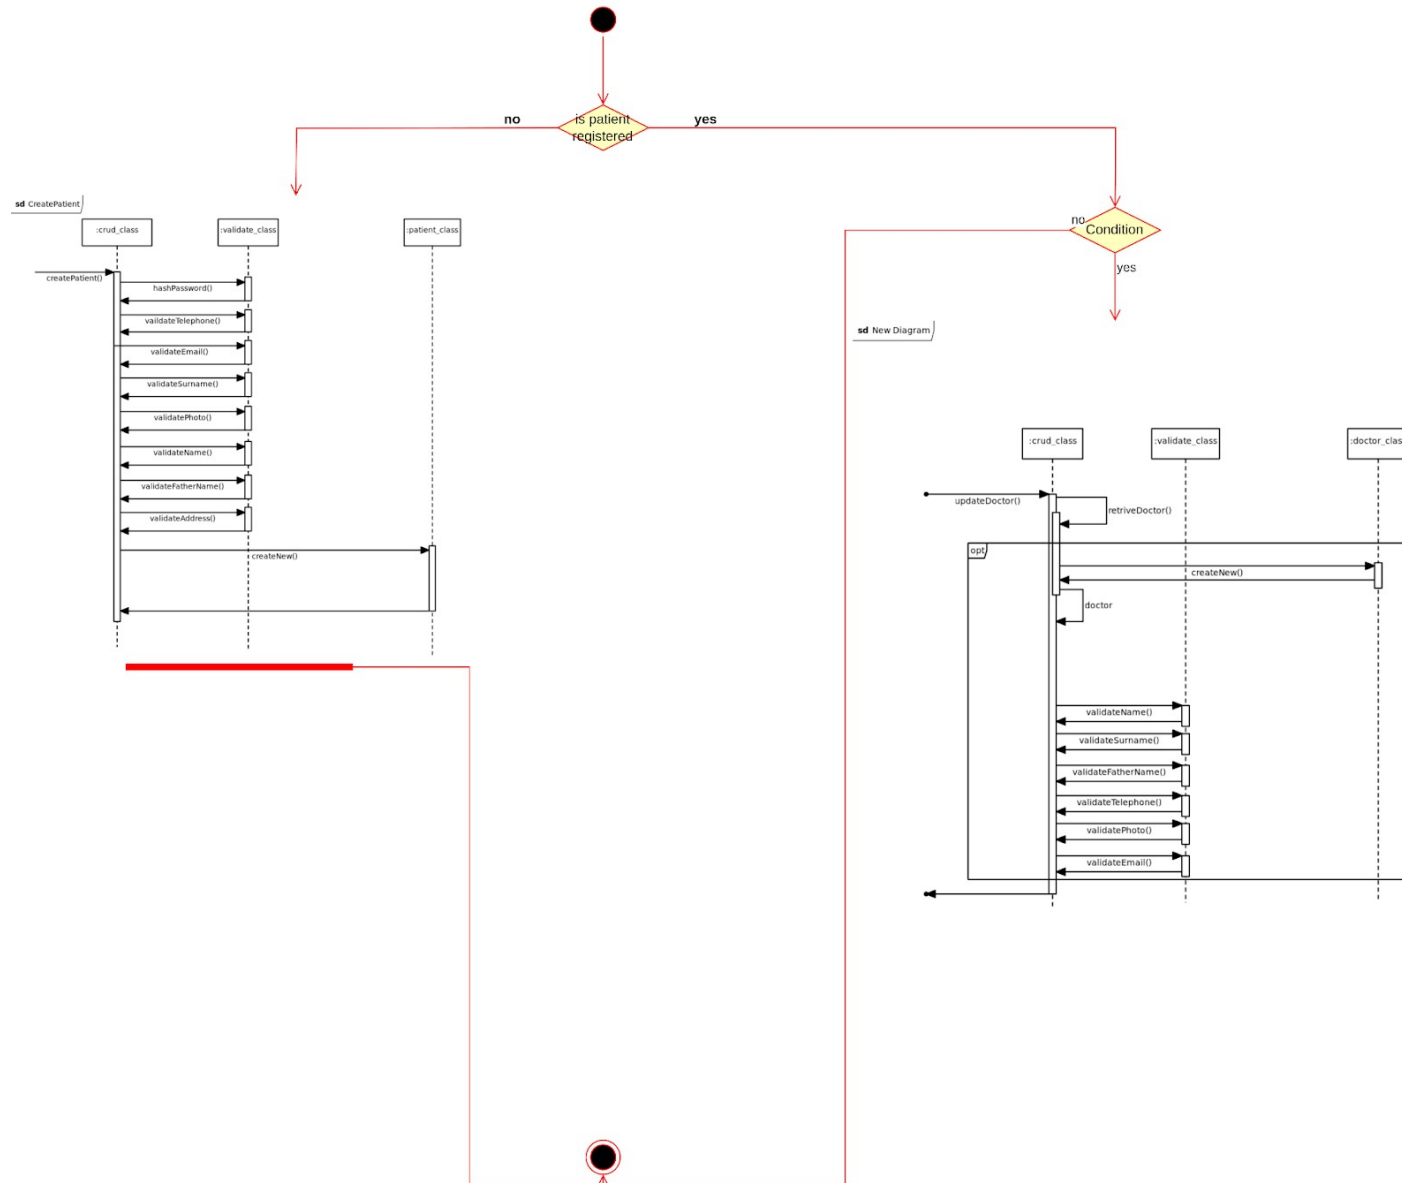 is patient
registered
no
yes
sd CreatePatient
:crud_class
:validate_class
:patient_class
createPatient()
hashPassword()
vaildateTelephone()
validateEmail()
validateSurname()
validatePhoto()
validateName()
validateFatherName()
validateAddress()
createNew()
no
Condition
yes
sd New Diagram
:crud_class
:validate_class
:doctor_clas
updateDoctor()
retriveDoctor()
opt
createNew()
doctor
validateName()
validateSurname()
validateFatherName()
validateTelephone()
validatePhoto()
validateEmail()